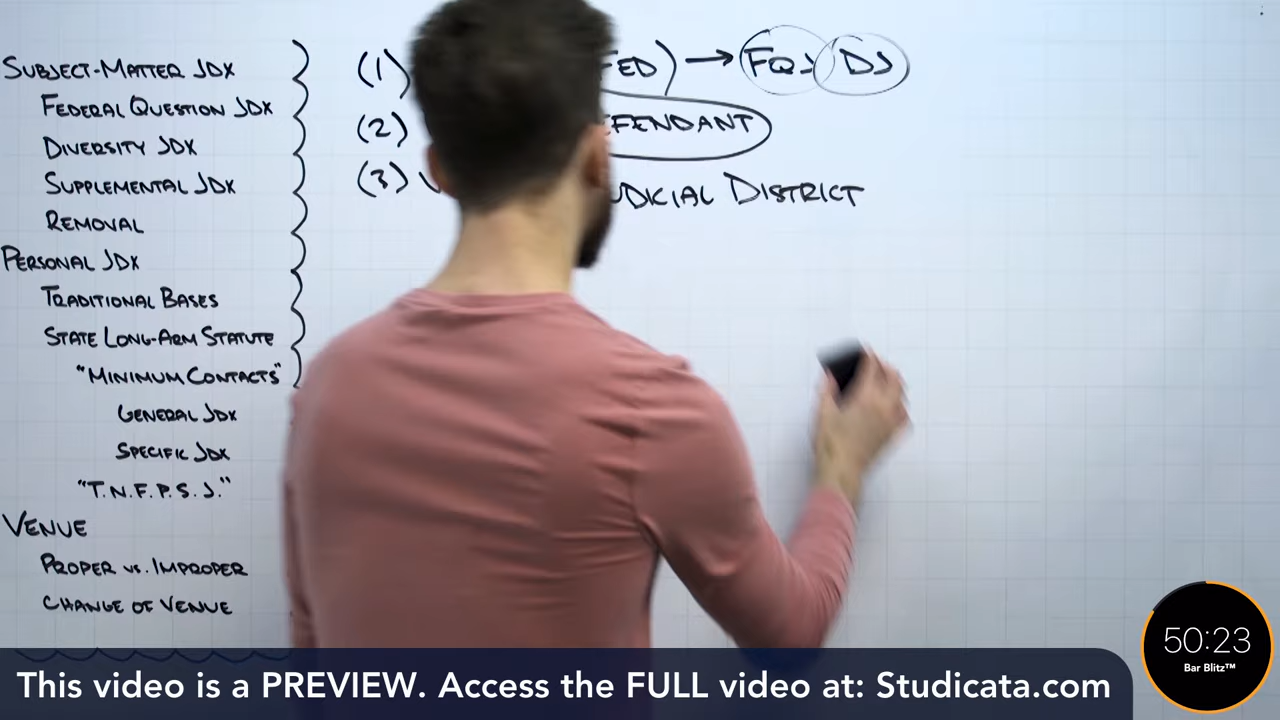 SUBJECT-MATTER JDX
FEDERAL QUESTION JDX
DIVERSITY JDX
SUPPLEMENTAL JDX
REMOVAL
PERSONAL JDX
TRADITIONAL BASES
STATE LONG-ARM STATUTE
"MINIMUM CONTACTS"
GENERAL JDX
SPECIFIC JDX
"T.N.F.P.S.J."
VENUE
PROPER vs. IMPROPER
CHANGE OF VENUE
(1) FED) → FQJ DJ
(2) FENDANT
(3) UDICIAL DISTRICT
50:23
Bar Blitz™
This video is a PREVIEW. Access the FULL video at: Studicata.com